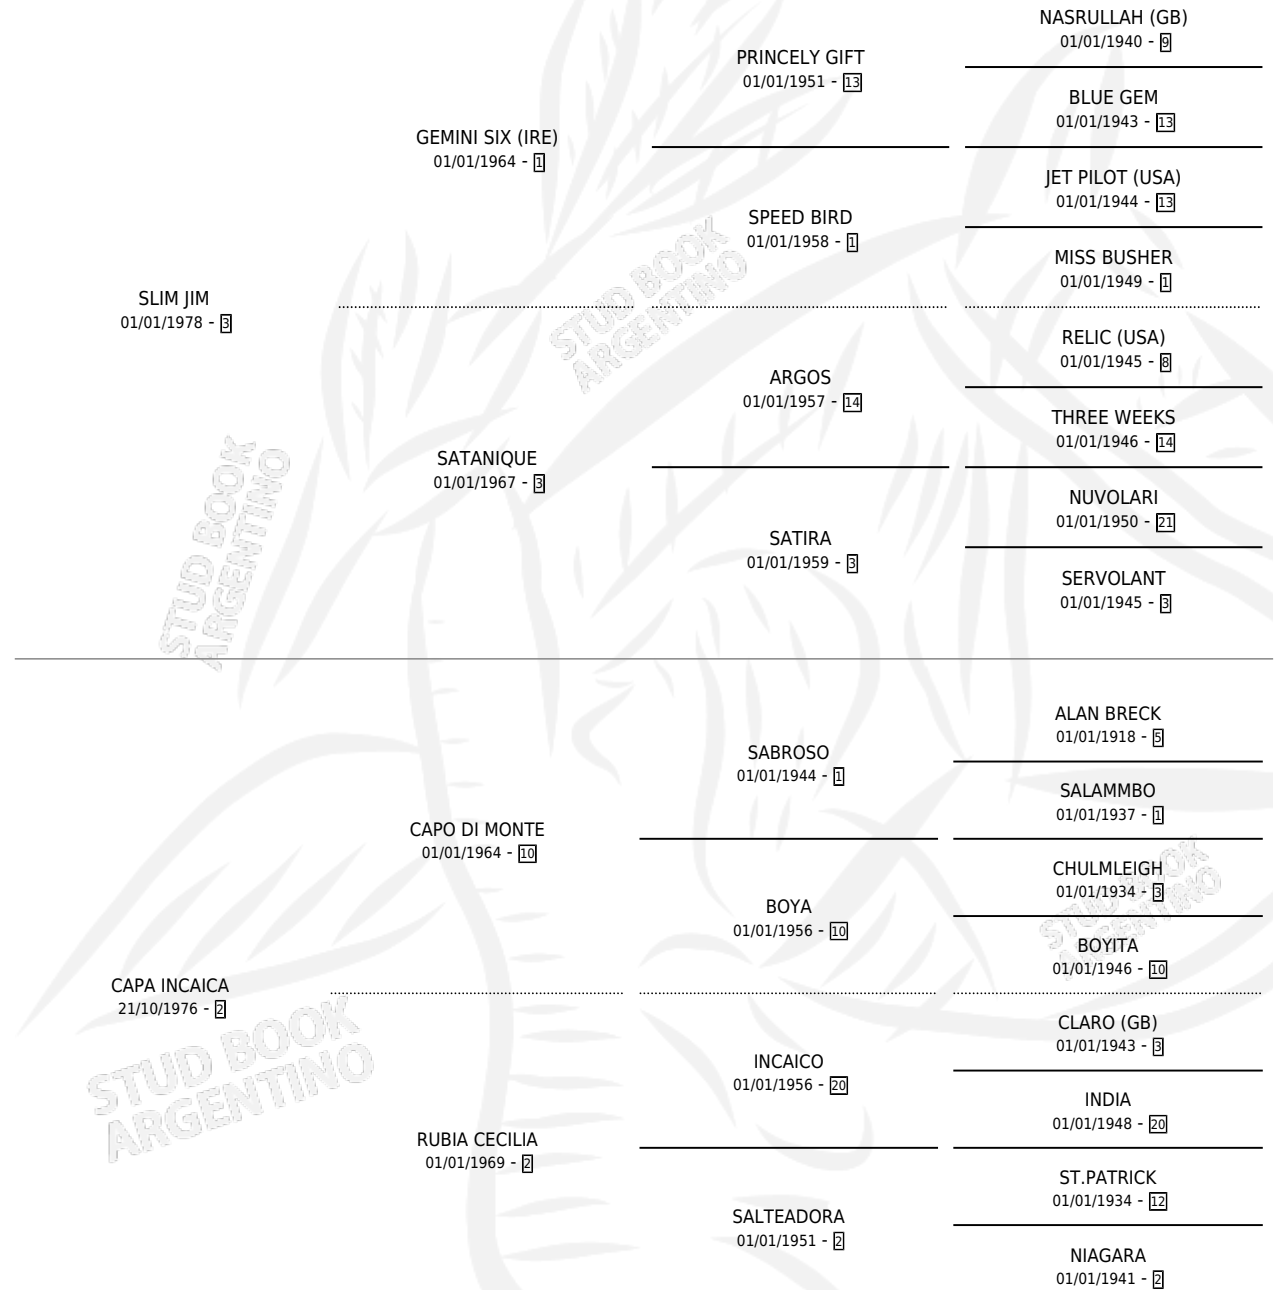 NASRULLAH (GB)
01/01/1940 - 9
PRINCELY GIFT
01/01/1951 - 13
BLUE GEM
01/01/1943 - 13
GEMINI SIX (IRE)
01/01/1964 - 1
JET PILOT (USA)
01/01/1944 - 13
SPEED BIRD
01/01/1958 - 1
MISS BUSHER
01/01/1949 - 1
SLIM JIM
01/01/1978 - 3
RELIC (USA)
01/01/1945 - 8
ARGOS
01/01/1957 - 14
THREE WEEKS
01/01/1946 - 14
SATANIQUE
01/01/1967 - 3
NUVOLARI
01/01/1950 - 21
SATIRA
01/01/1959 - 3
SERVOLANT
01/01/1945 - 3
STUD BOOK
ARGENTINO
STUD BOOK
ARGENTINO
ALAN BRECK
01/01/1918 - 5
SABROSO
01/01/1944 - 1
SALAMMBO
01/01/1937 - 1
CAPO DI MONTE
01/01/1964 - 10
CHULMLEIGH
01/01/1934 - 3
BOYA
01/01/1956 - 10
BOYITA
01/01/1946 - 10
CAPA INCAICA
21/10/1976 - 2
CLARO (GB)
01/01/1943 - 3
INCAICO
01/01/1956 - 20
INDIA
01/01/1948 - 20
RUBIA CECILIA
01/01/1969 - 2
ST.PATRICK
01/01/1934 - 12
SALTEADORA
01/01/1951 - 2
NIAGARA
01/01/1941 - 2
STUD BOOK
ARGENTINO
STUD BOOK
ARGENTINO